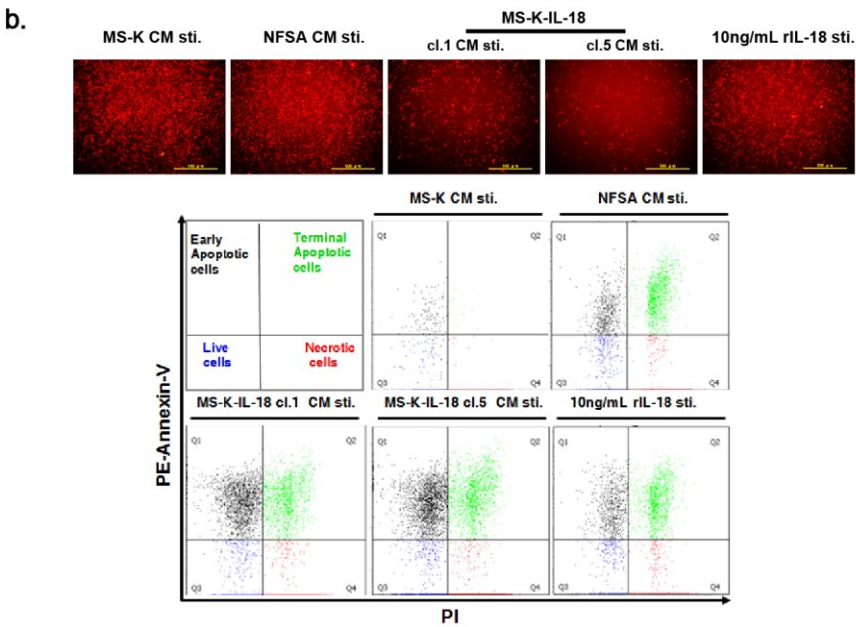 b.
MS-K-IL-18
MS-K CM sti.
NFSA CM sti.
cl.1 CM sti.
cl.5 CM sti.
10ng/mL rIL-18 sti.
MS-K CM sti.
NFSA CM sti.
Early
Apoptotic
cells
Terminal
Apoptotic
cells
Live
cells
Necrotic
cells
Q1
Q2
Q3
Q4
Q1
Q2
Q3
Q4
MS-K-IL-18 cl.1 CM sti.
MS-K-IL-18 cl.5 CM sti.
10ng/mL rIL-18 sti.
Q1
Q2
Q3
Q4
Q1
Q2
Q3
Q4
Q1
Q2
Q3
Q4
PE-Annexin-V
PI